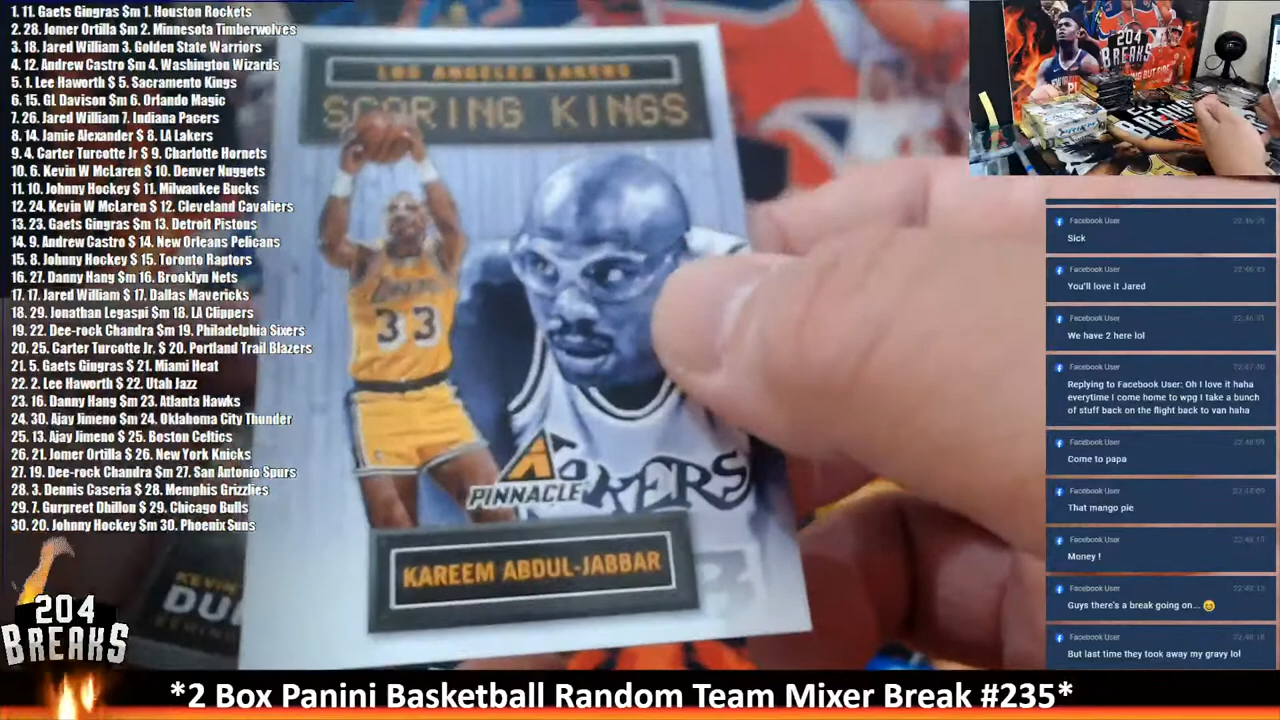 1. 11. Gaets Gingras $m 1. Houston Rockets
2. 28. Jomer Ortilla $m 2. Minnesota Timberwolves
3. 18. Jared William 3. Golden State Warriors
4. 12. Andrew Castro $m 4. Washington Wizards
5. 1. Lee Haworth $ 5. Sacramento Kings
6. 15. GL Davison $m 6. Orlando Magic
7. 26. Jared William 7. Indiana Pacers
8. 14. Jamie Alexander $ 8. LA Lakers
9. 4. Carter Turcotte Jr $ 9. Charlotte Hornets
10. 6. Kevin W McLaren $ 10. Denver Nuggets
11. 10. Johnny Hockey $ 11. Milwaukee Bucks
12. 24. Kevin W McLaren $ 12. Cleveland Cavaliers
13. 23. Gaets Gingras $m 13. Detroit Pistons
14. 9. Andrew Castro $ 14. New Orleans Pelicans
15. 8. Johnny Hockey $ 15. Toronto Raptors
16. 27. Danny Hang $m 16. Brooklyn Nets
17. 17. Jared William $ 17. Dallas Mavericks
18. 29. Jonathan Legaspi $m 18. LA Clippers
19. 22. Dee-rock Chandra $m 19. Philadelphia Sixers
20. 25. Carter Turcotte Jr. $ 20. Portland Trail Blazers
21. 5. Gaets Gingras $ 21. Miami Heat
22. 2. Lee Haworth $ 22. Utah Jazz
23. 16. Danny Hang $m 23. Atlanta Hawks
24. 30. Ajay Jimeno $m 24. Oklahoma City Thunder
25. 13. Ajay Jimeno $ 25. Boston Celtics
26. 21. Jomer Ortilla $ 26. New York Knicks
27. 19. Dee-rock Chandra $m 27. San Antonio Spurs
28. 3. Dennis Caseria $ 28. Memphis Grizzlies
29. 7. Gurpreet Dhillon $ 29. Chicago Bulls
30. 20. Johnny Hockey $m 30. Phoenix Suns
LOS ANGELES LAKERS
SCORING KINGS
Lakers
33
PINNACLE
KAREEM ABDUL-JABBAR
KEVIN
DU
204
BREAKS
204
BREAKS
Facebook User
Sick
Facebook User
You'll love it Jared
Facebook User
We have 2 here lol
Facebook User
Replying to Facebook User: Oh I love it haha
everytime I come home to wpg I take a bunch
of stuff back on the flight back to van haha
Facebook User
Come to papa
Facebook User
That mango pie
Facebook User
Money !
Facebook User
Guys there's a break going on... 😄
Facebook User
But last time they took away my gravy lol
*2 Box Panini Basketball Random Team Mixer Break #235*